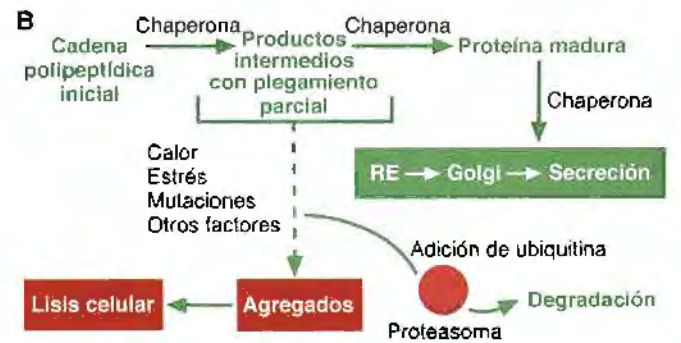 B
Chaperona
Chaperona
Cadena
polipeptídica
inicial
Productos
intermedios
con plegamiento
parcial
Proteína madura
Chaperona
Calor
Estrés
Mutaciones
Otros factores
RE → Golgi → Secreción
Adición de ubiquitina
Lisis celular
Agregados
Degradación
Proteasoma